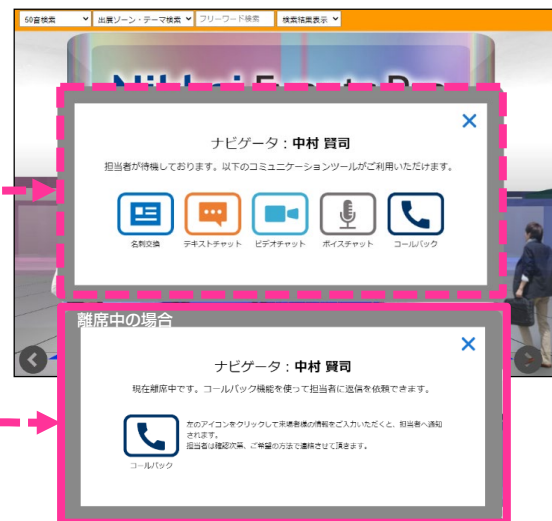 50音検索
出展ゾーン・テーマ検索
フリーワード検索
検索結果表示
ナビゲータ：中村 賢司
担当者が待機しております。以下のコミュニケーションツールがご利用いただけます。
名刺交換
テキストチャット
ビデオチャット
ボイスチャット
コールバック
離席中の場合
ナビゲータ：中村 賢司
現在離席中です。コールバック機能を使って担当者に返信を依頼できます。
左のアイコンをクリックして来場者様の情報をご入力いただくと、担当者へ通知
されます。
担当者は確認次第、ご希望の方法で連絡させて頂きます。
コールバック